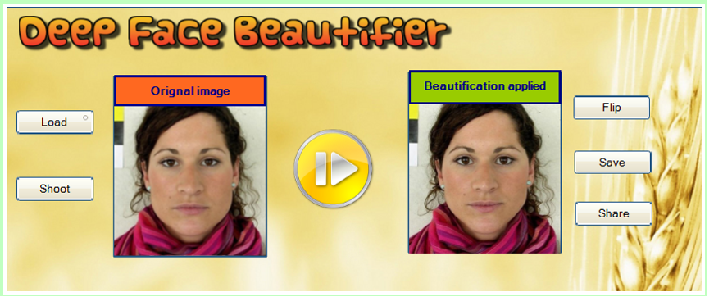 Deep Face Beautifier
Orignal image
Beautification applied
Load
Flip
Shoot
Save
Share